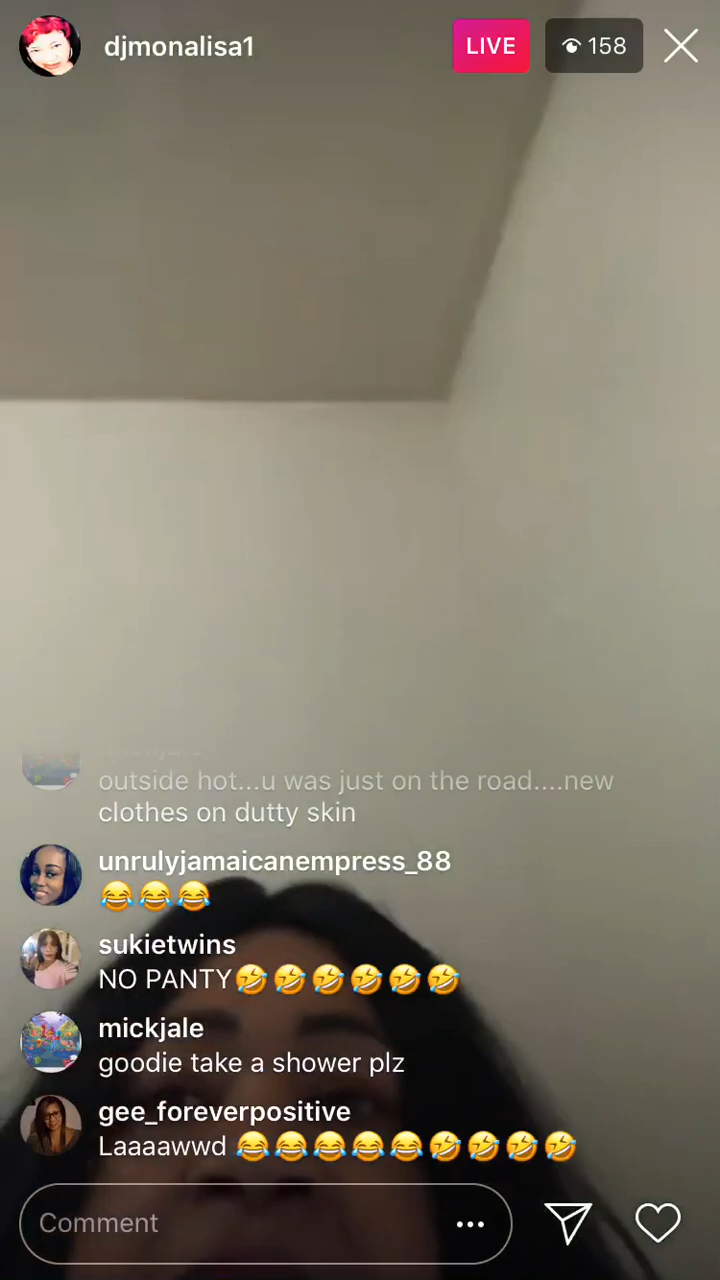 djmonalisa1
LIVE
158
outside hot...u was just on the road....new
clothes on dutty skin
unrulyjamaicanempress_88
😂😂😂
sukietwins
NO PANTY🤣🤣🤣🤣🤣🤣
mickjale
goodie take a shower plz
gee_foreverpositive
Laaaawwd 😂😂😂😂😂🤣🤣🤣🤣
Comment